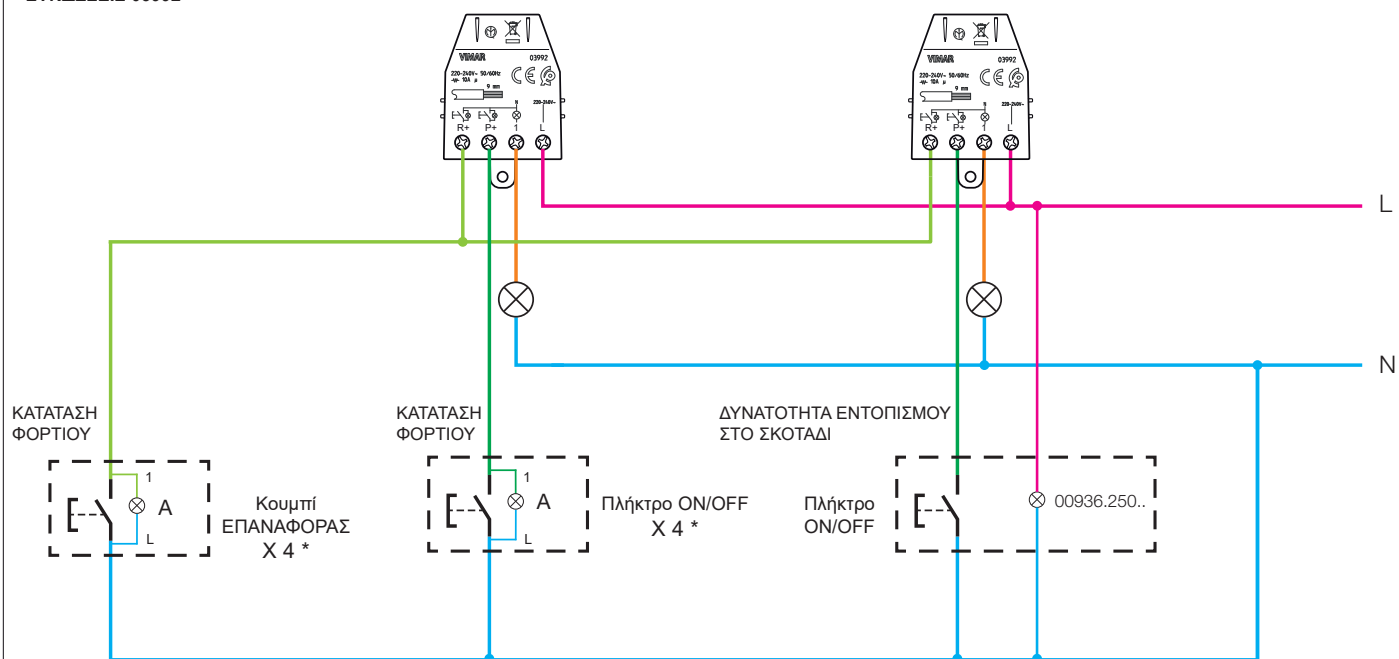 VIMAR 03992
220-240V~ 50/60Hz
10A μ
9 mm
N 220-240V~
R+ P+ 1 L
VIMAR 03992
220-240V~ 50/60Hz
10A μ
9 mm
N 220-240V~
R+ P+ 1 L
L
N
ΚΑΤΑΤΑΣΗ
ΦΟΡΤΙΟΥ
1
A
L
Κουμπί
ΕΠΑΝΑΦΟΡΑΣ
X 4 *
ΚΑΤΑΤΑΣΗ
ΦΟΡΤΙΟΥ
1
A
L
Πλήκτρο ON/OFF
X 4 *
ΔΥΝΑΤΟΤΗΤΑ ΕΝΤΟΠΙΣΜΟΥ
ΣΤΟ ΣΚΟΤΑΔΙ
Πλήκτρο
ON/OFF
00936.250..